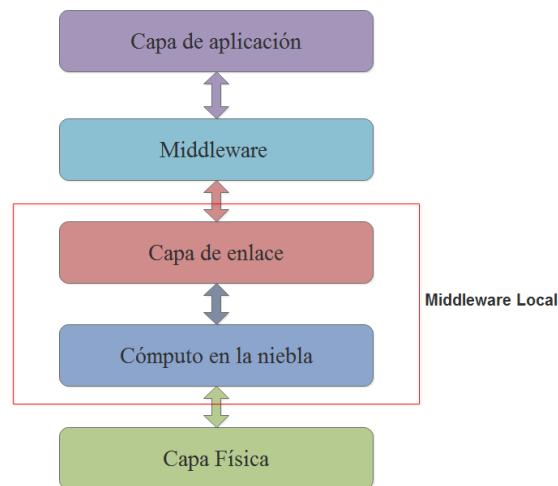 Capa de aplicación
Middleware
Capa de enlace
Middleware Local
Cómputo en la niebla
Capa Física